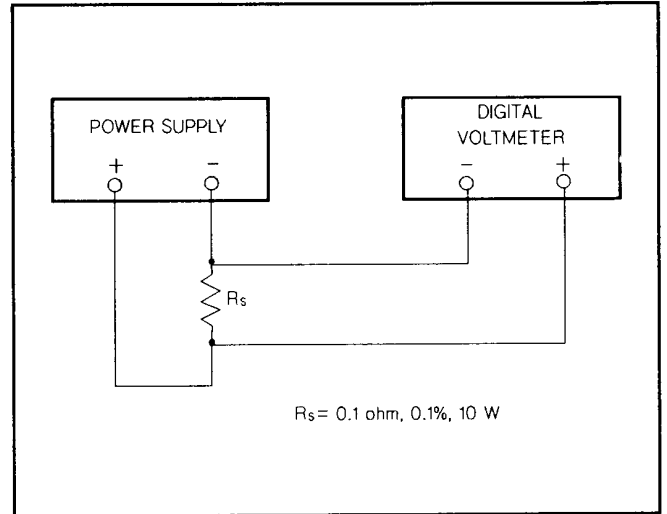 POWER SUPPLY
+ -
DIGITAL
VOLTMETER
- +
Rs
Rs= 0.1 ohm, 0.1%, 10 W